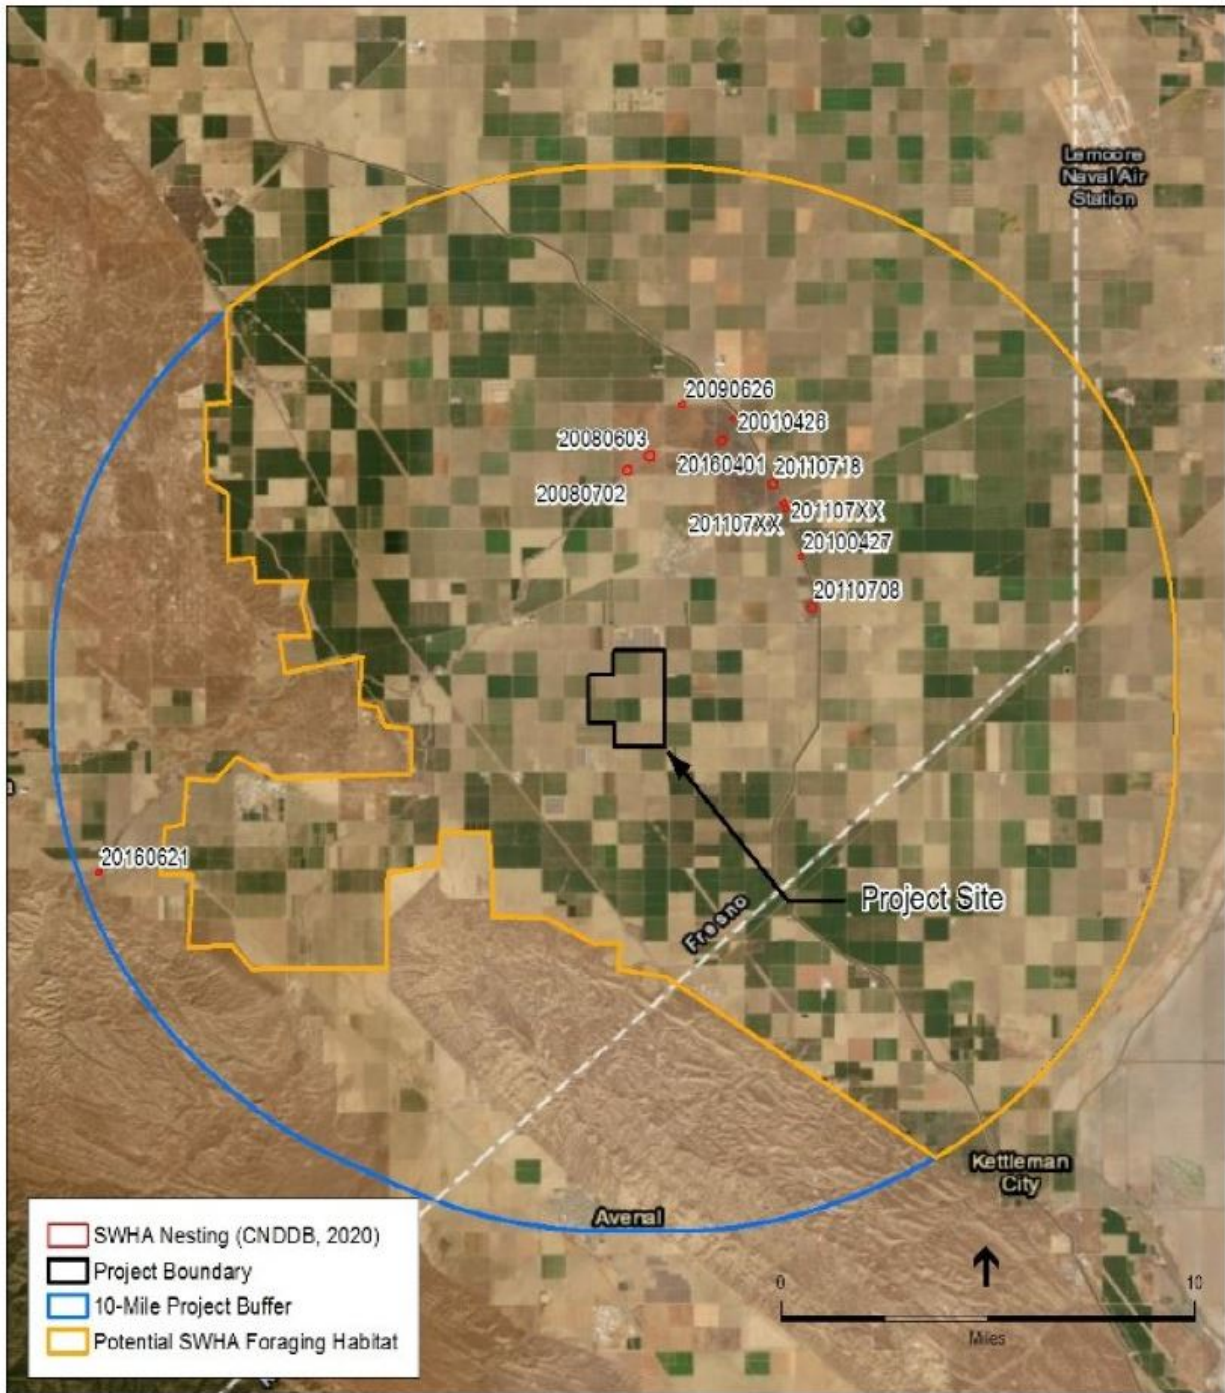 Lemoore
Naval Air
Station
20090626
20010426
20080603
20160401
20110718
20080702
201107XX
201107XX
20100427
20110708
20160621
Project Site
Fresno
Kettleman
City
Avenal
SWHA Nesting (CNDDB, 2020)
Project Boundary
10-Mile Project Buffer
Potential SWHA Foraging Habitat
0
10
Miles